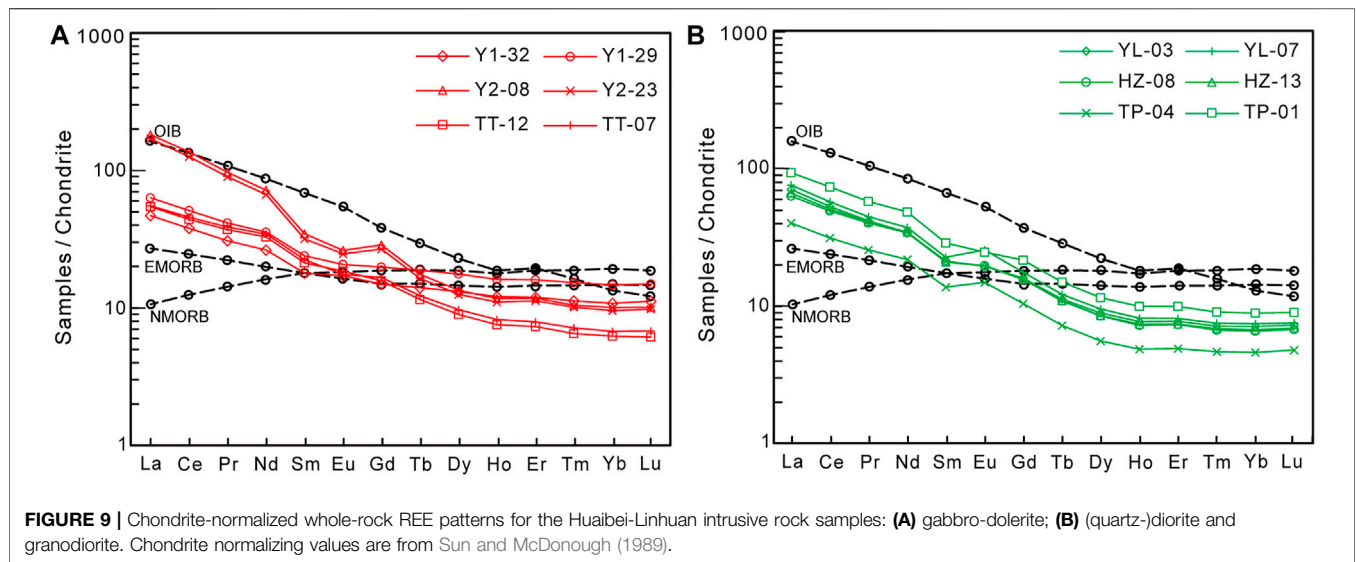 A
1000
100
10
1
Samples / Chondrite
Y1-32 Y1-29
Y2-08 Y2-23
TT-12 TT-07
OIB
EMORB
NMORB
La Ce Pr Nd Sm Eu Gd Tb Dy Ho Er Tm Yb Lu
B
1000
100
10
1
Samples / Chondrite
YL-03 YL-07
HZ-08 HZ-13
TP-04 TP-01
OIB
EMORB
NMORB
La Ce Pr Nd Sm Eu Gd Tb Dy Ho Er Tm Yb Lu
FIGURE 9 | Chondrite-normalized whole-rock REE patterns for the Huaibei-Linhuan intrusive rock samples: (A) gabbro-dolerite; (B) (quartz-)diorite and
granodiorite. Chondrite normalizing values are from Sun and McDonough (1989).